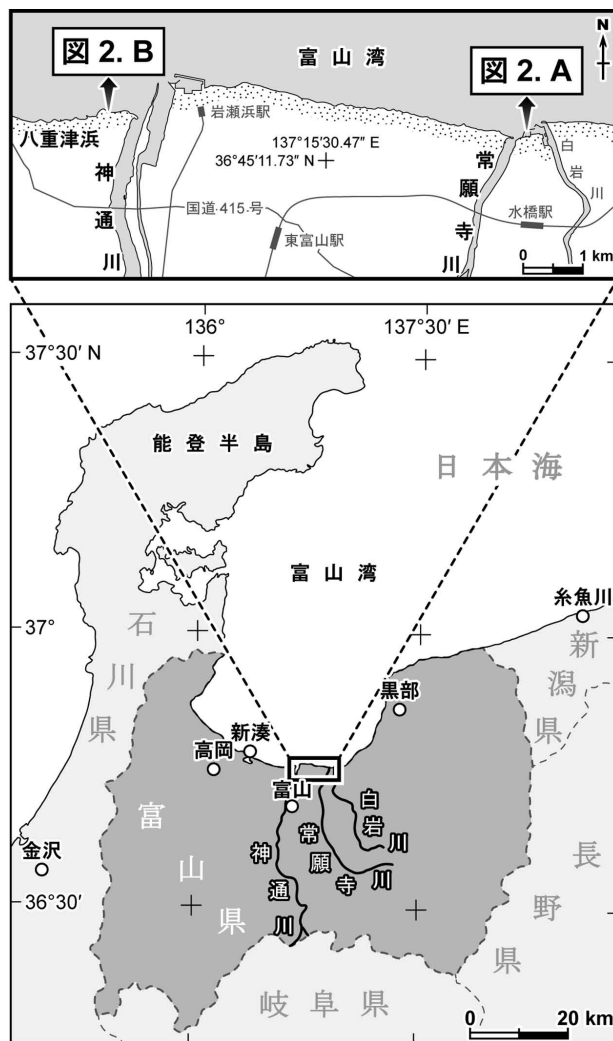 図 2. B
富山湾
図 2. A
N
八重津浜
岩瀬浜駅
137°15′30.47″ E
36°45′11.73″ N
神通川
常願寺川
白岩川
国道 415 号
東富山駅
水橋駅
0 1 km
136°
137°30′ E
37°30′ N
能登半島
日本海
富山湾
糸魚川
37°
石川県
新潟県
黒部
新湊
高岡
富山
白岩川
常願寺川
神通川
富山県
金沢
36°30′
長野県
岐阜県
0 20 km